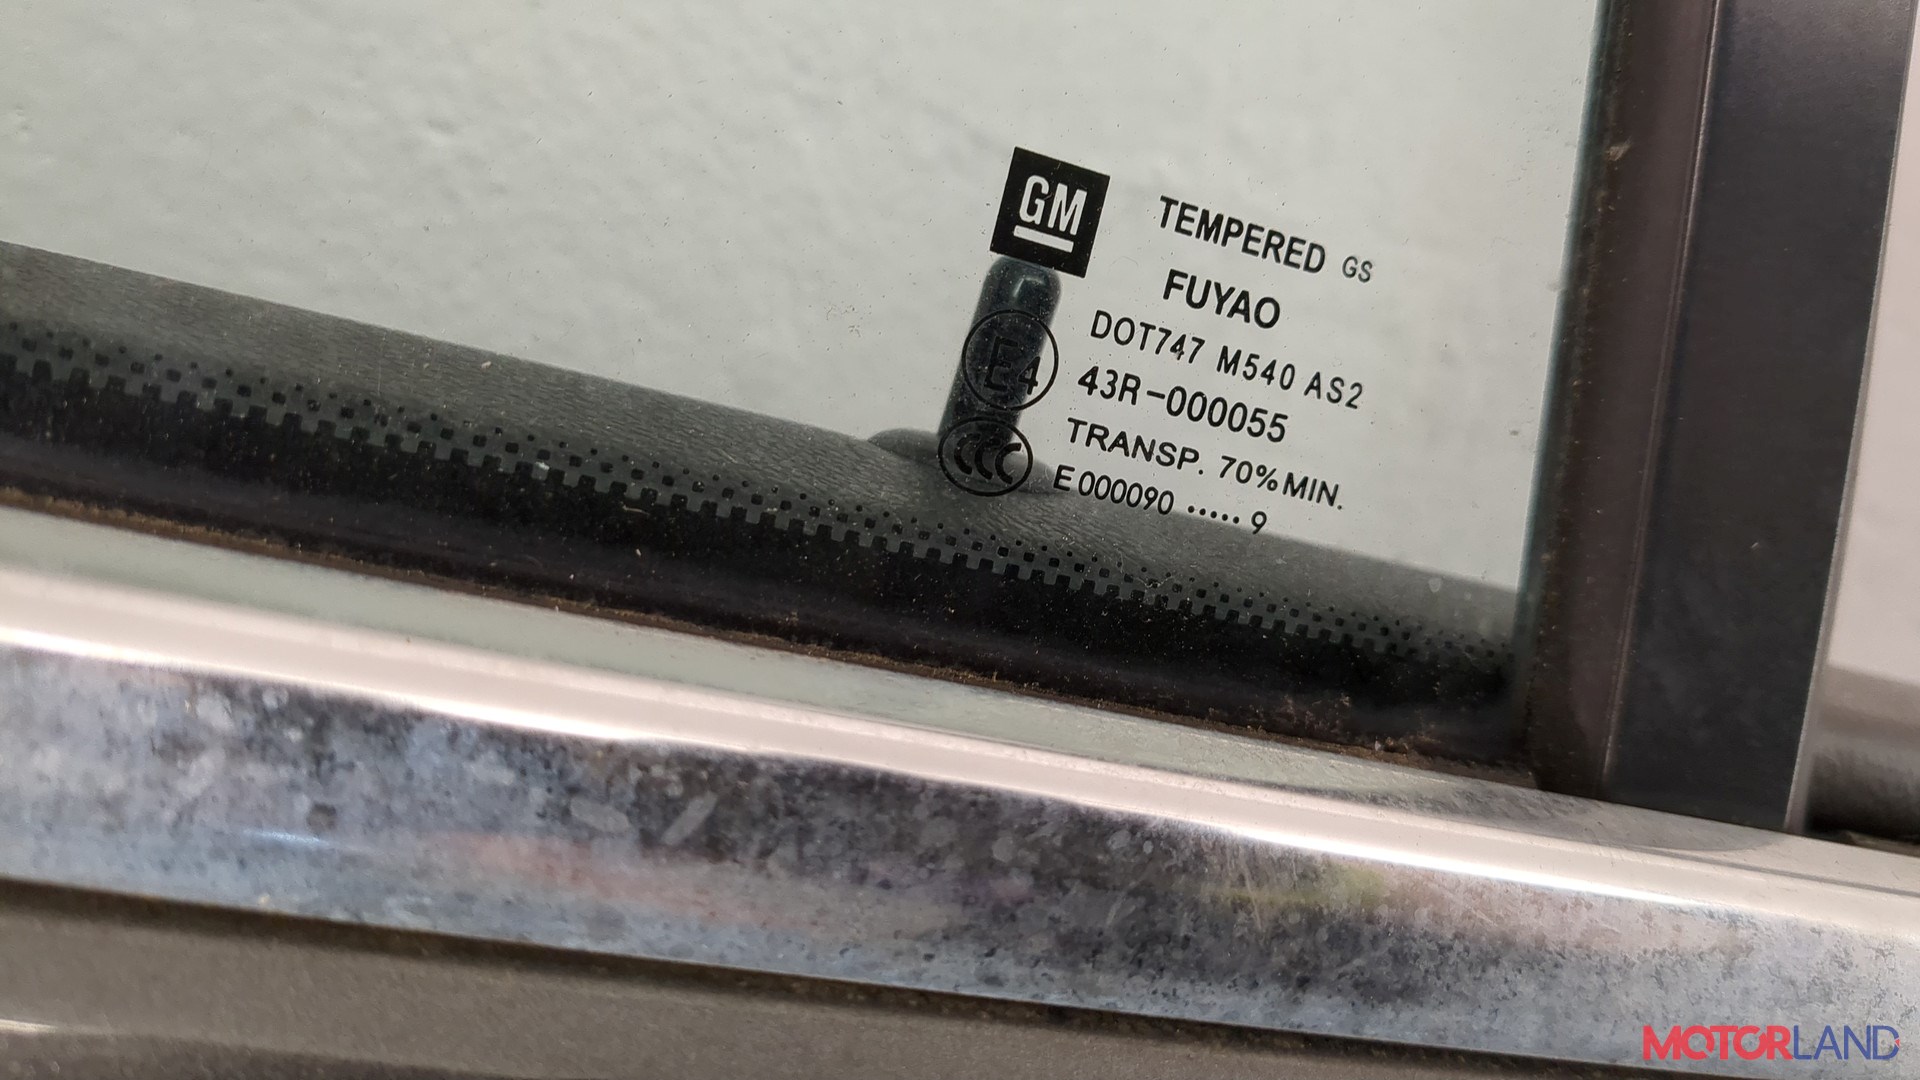 GM
TEMPERED GS
FUYAO
DOT747 M540 AS2
E4
43R-000055
TRANSP. 70% MIN.
CCC
E000090 ····· 9
MOTORLAND